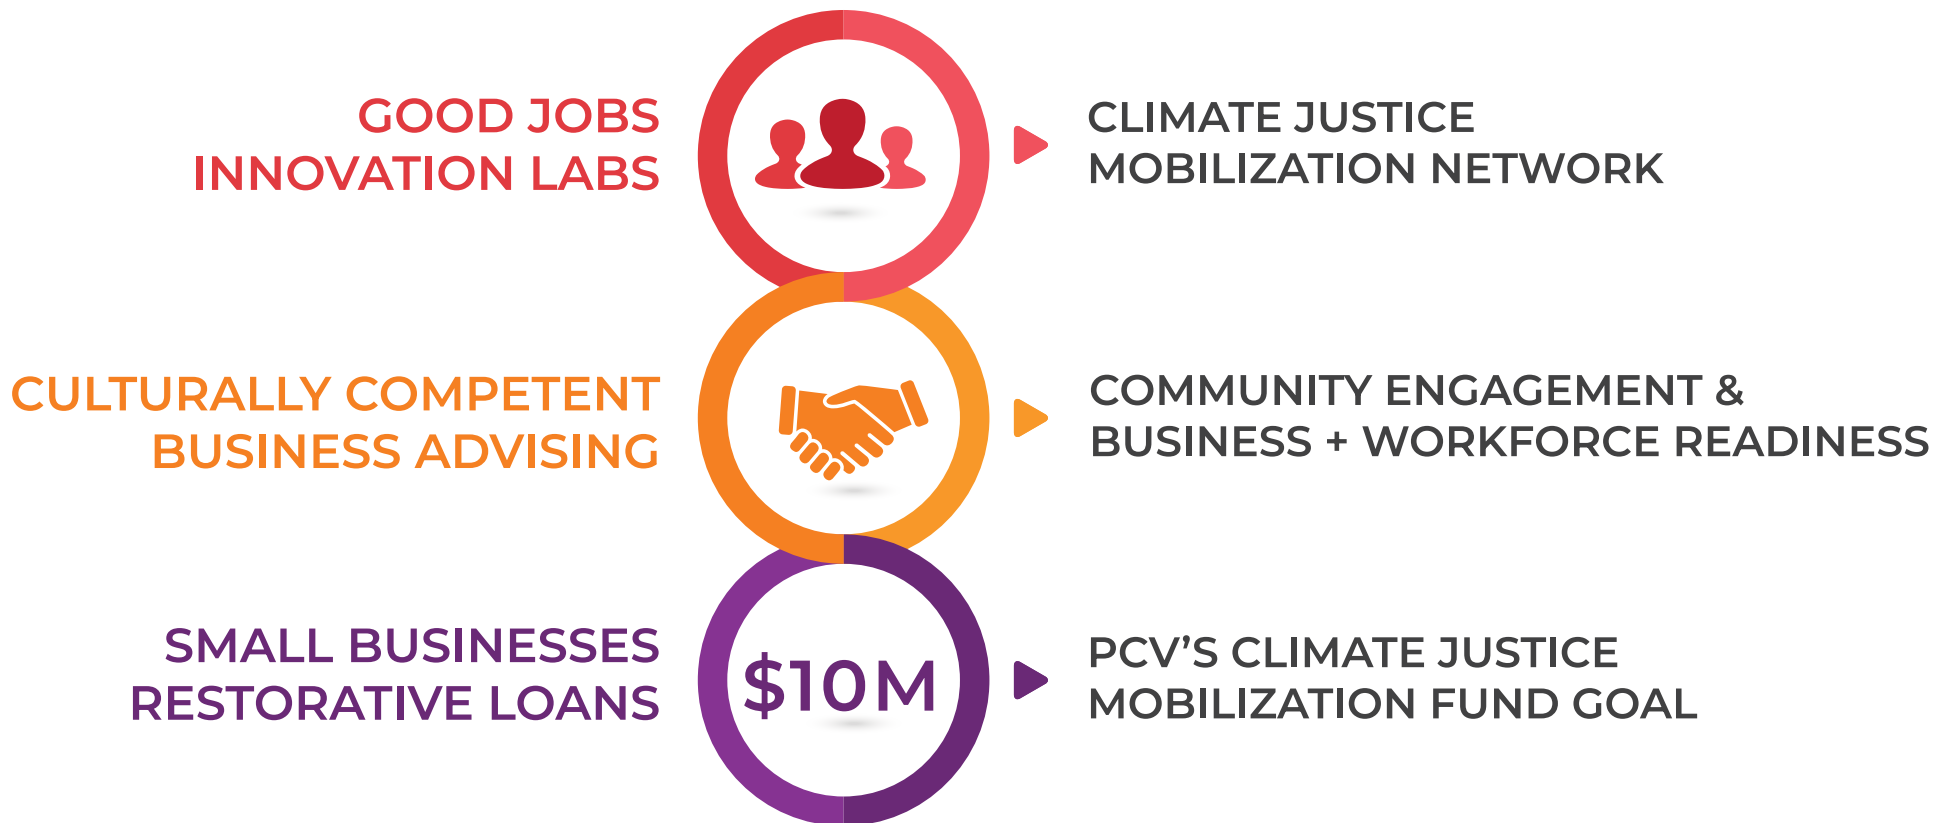 GOOD JOBS
INNOVATION LABS
CLIMATE JUSTICE
MOBILIZATION NETWORK
CULTURALLY COMPETENT
BUSINESS ADVISING
COMMUNITY ENGAGEMENT &
BUSINESS + WORKFORCE READINESS
SMALL BUSINESSES
RESTORATIVE LOANS
$10M
PCV’S CLIMATE JUSTICE
MOBILIZATION FUND GOAL